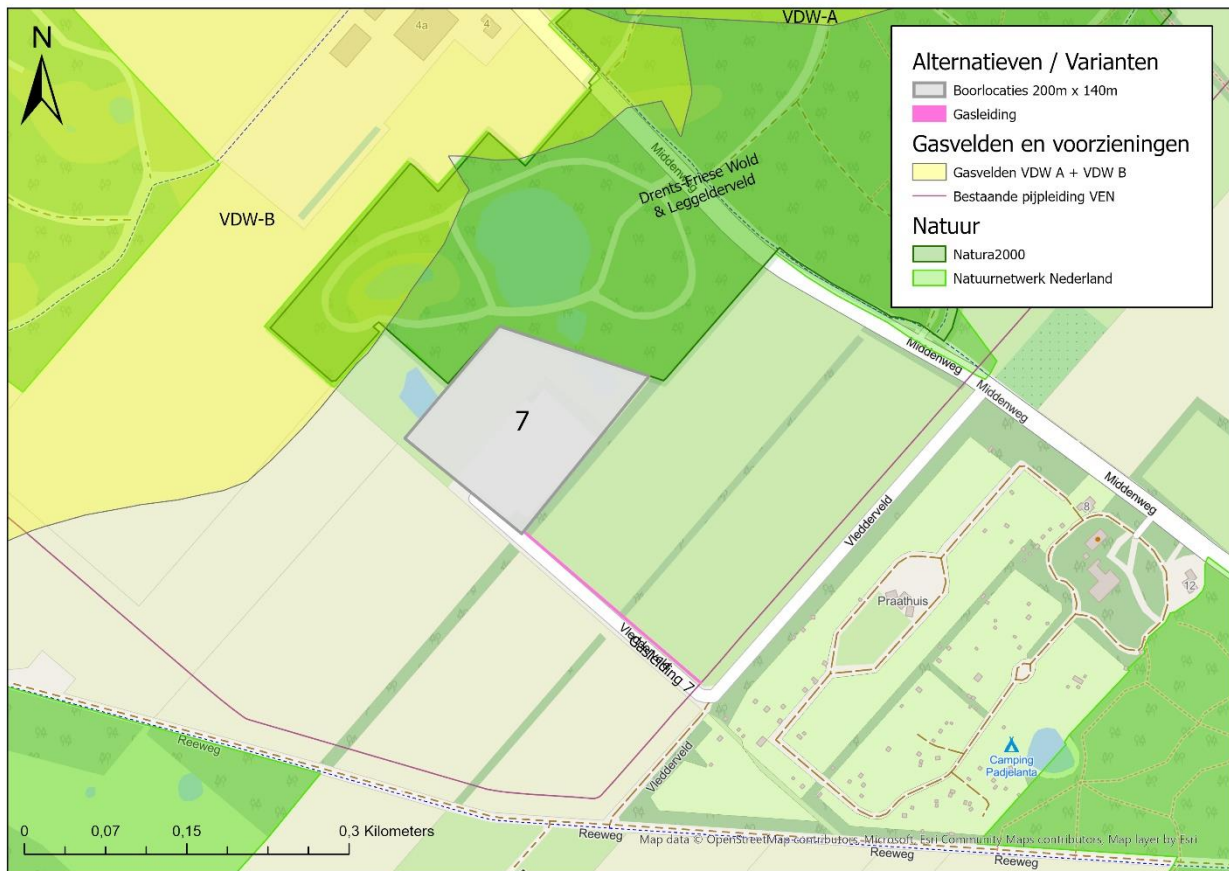 VDW-A
4a
4
N
Alternatieven / Varianten
Boorlocaties 200m x 140m
Gasleiding
Gasvelden en voorzieningen
Gasvelden VDW A + VDW B
Bestaande pijpleiding VEN
Natuur
Natura2000
Natuurnetwerk Nederland
Middenweg
Drents-Friese Wold
& Leggelderveld
VDW-B
Middenweg
Middenweg
7
Middenweg
Vledderveld
8
12
Praathuis
Vledderveld
Gasleiding 7
Camping
Padjelanta
Vledderveld
Reeweg
0
0,07
0,15
0,3 Kilometers
Reeweg
Map data © OpenStreetMap contributors, Microsoft, Esri Community Maps contributors, Map layer by Esri
Reeweg
Reeweg